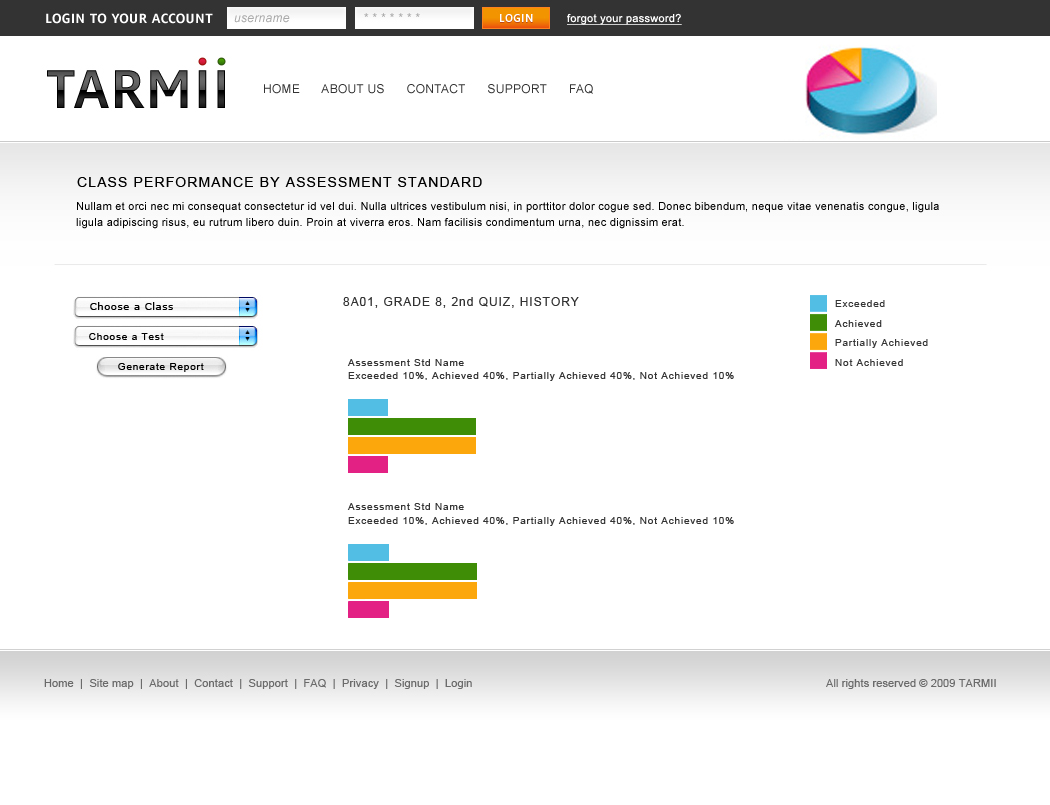 LOGIN TO YOUR ACCOUNT username * * * * * * * LOGIN forgot your password?
TARMii HOME ABOUT US CONTACT SUPPORT FAQ
CLASS PERFORMANCE BY ASSESSMENT STANDARD
Nullam et orci nec mi consequat consectetur id vel dui. Nulla ultrices vestibulum nisi, in porttitor dolor cogue sed. Donec bibendum, neque vitae venenatis congue, ligula
ligula adipiscing risus, eu rutrum libero duin. Proin at viverra eros. Nam facilisis condimentum urna, nec dignissim erat.
Choose a Class
Choose a Test
Generate Report
8A01, GRADE 8, 2nd QUIZ, HISTORY
Exceeded
Achieved
Partially Achieved
Not Achieved
Assessment Std Name
Exceeded 10%, Achieved 40%, Partially Achieved 40%, Not Achieved 10%
Assessment Std Name
Exceeded 10%, Achieved 40%, Partially Achieved 40%, Not Achieved 10%
Home | Site map | About | Contact | Support | FAQ | Privacy | Signup | Login
All rights reserved © 2009 TARMII